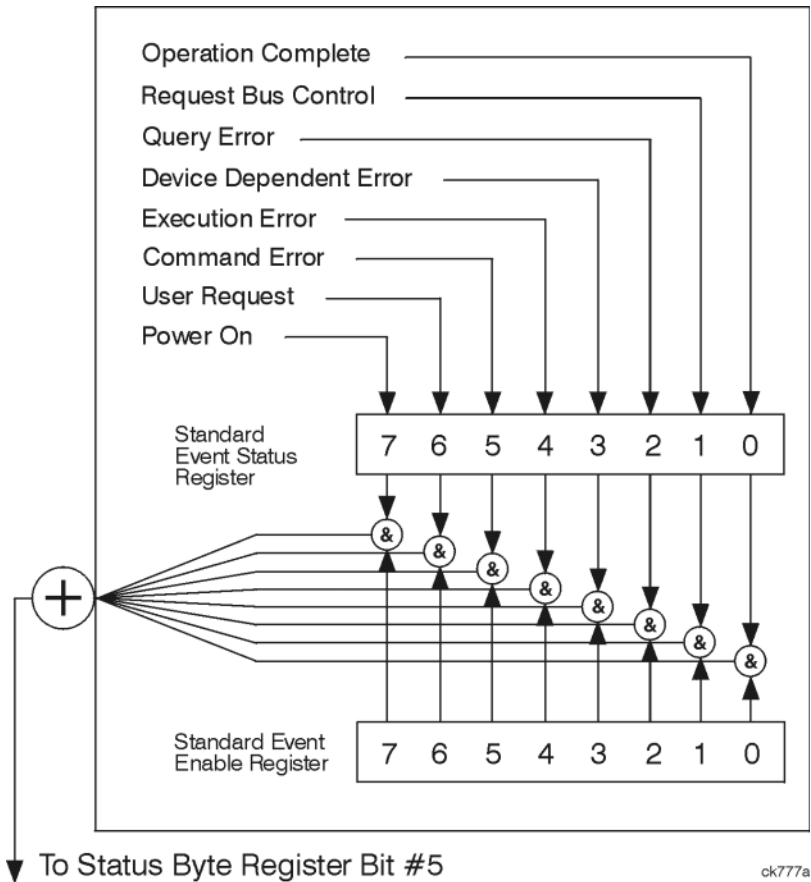 Operation Complete
Request Bus Control
Query Error
Device Dependent Error
Execution Error
Command Error
User Request
Power On
Standard
Event Status
Register
7 6 5 4 3 2 1 0
& & & & & & & &
+
Standard Event
Enable Register
7 6 5 4 3 2 1 0
To Status Byte Register Bit #5
ck777a